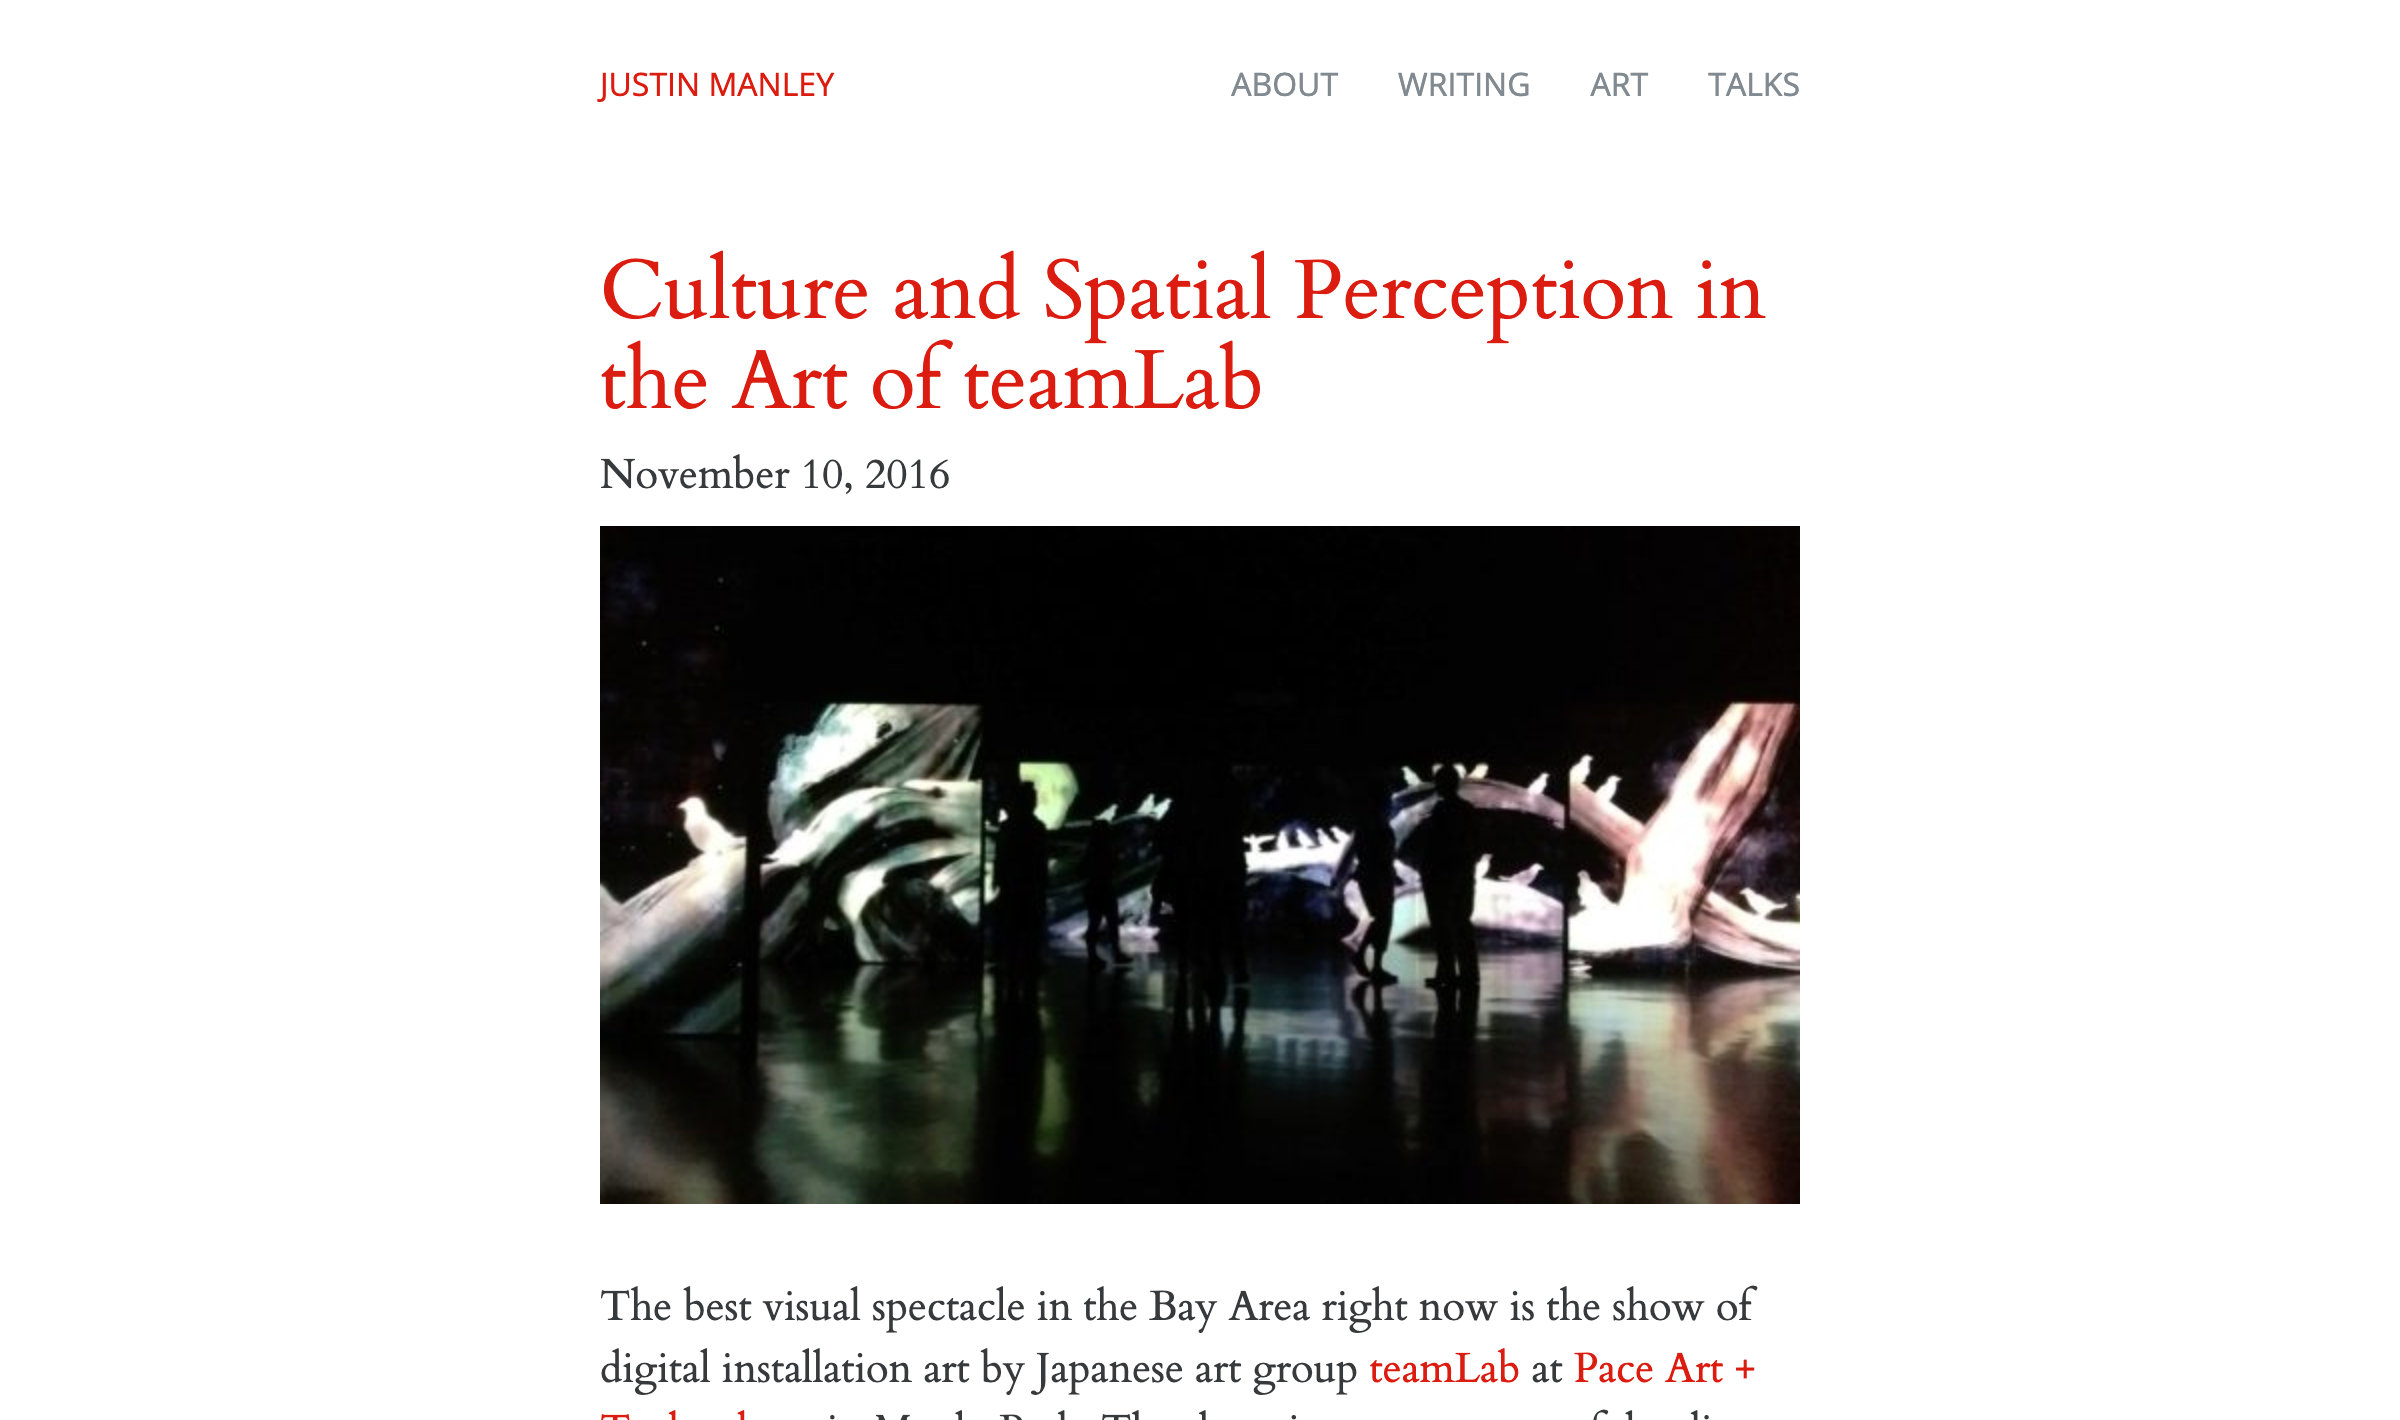 JUSTIN MANLEY
ABOUT WRITING ART TALKS
Culture and Spatial Perception in
the Art of teamLab
November 10, 2016
The best visual spectacle in the Bay Area right now is the show of
digital installation art by Japanese art group teamLab at Pace Art +